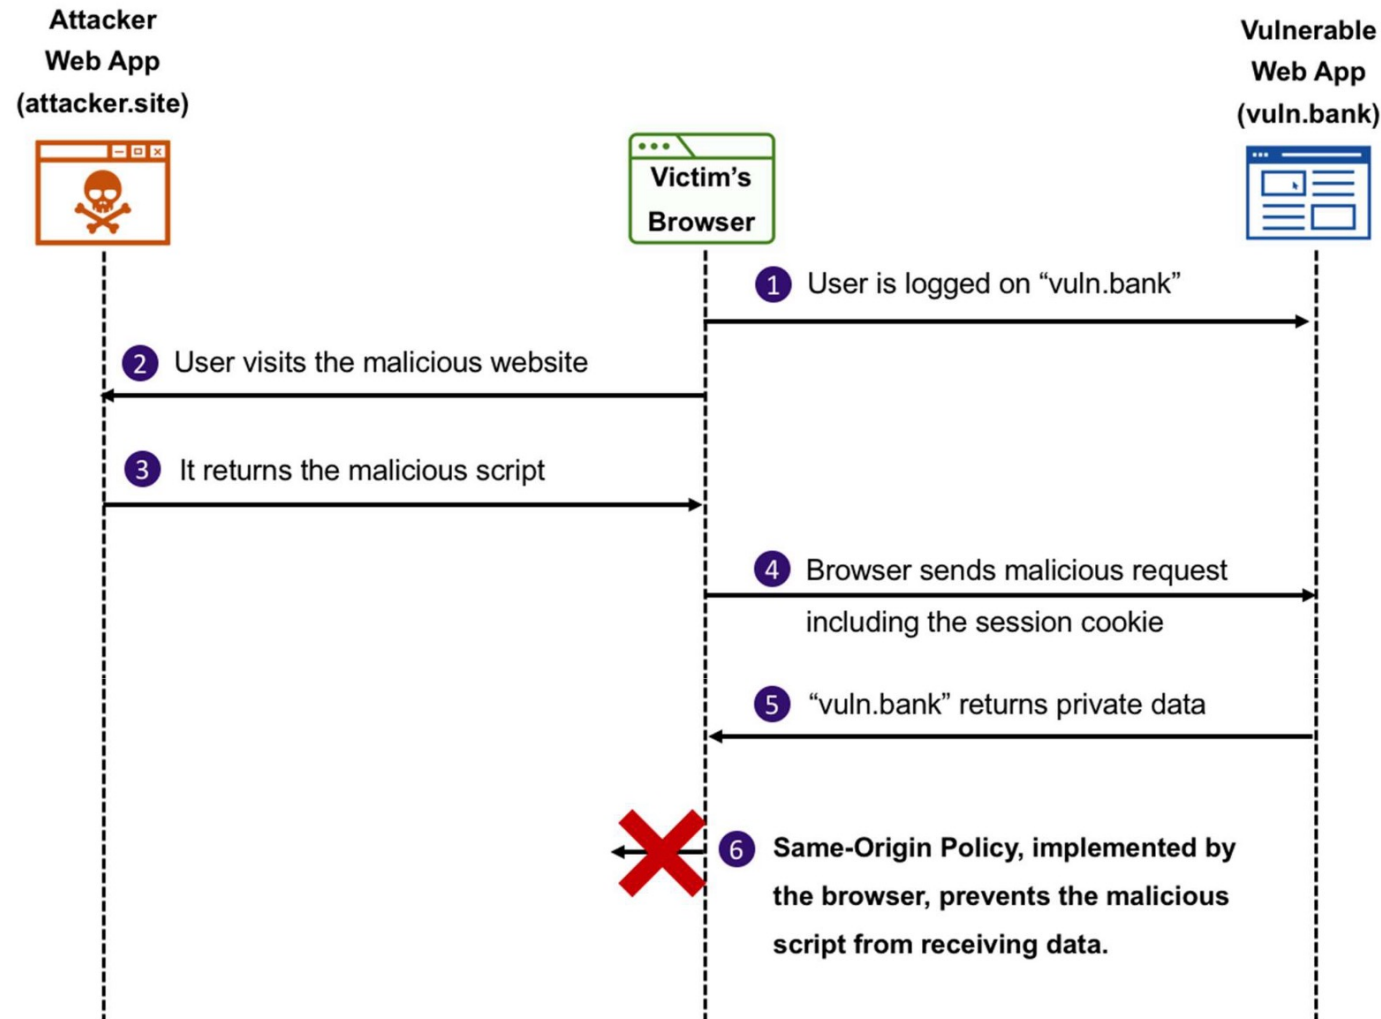 Attacker
Web App
(attacker.site)
Vulnerable
Web App
(vuln.bank)
Victim's
Browser
1 User is logged on “vuln.bank”
2 User visits the malicious website
3 It returns the malicious script
4 Browser sends malicious request
including the session cookie
5 “vuln.bank” returns private data
6 Same-Origin Policy, implemented by
the browser, prevents the malicious
script from receiving data.